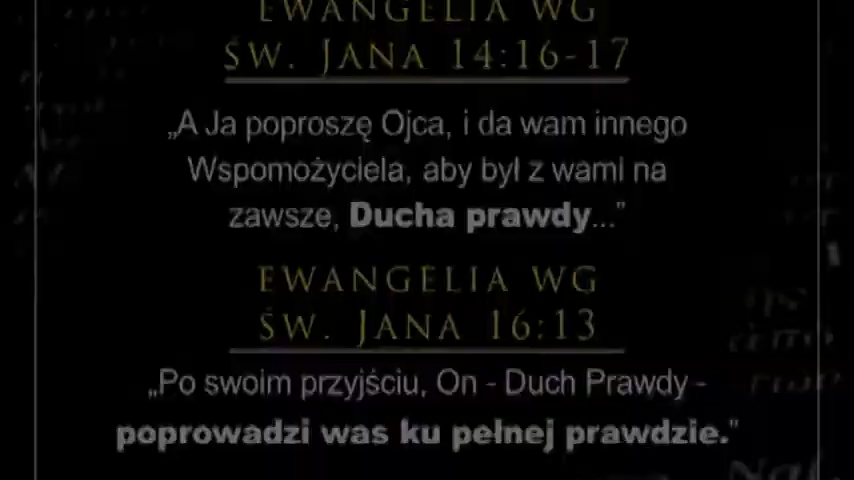 EWANGELIA WG
ŚW. JANA 14:16-17
„A Ja poproszę Ojca, i da wam innego
Wspomożyciela, aby był z wami na
zawsze, Ducha prawdy...”
EWANGELIA WG
ŚW. JANA 16:13
„Po swoim przyjściu, On - Duch Prawdy -
poprowadzi was ku pełnej prawdzie.”